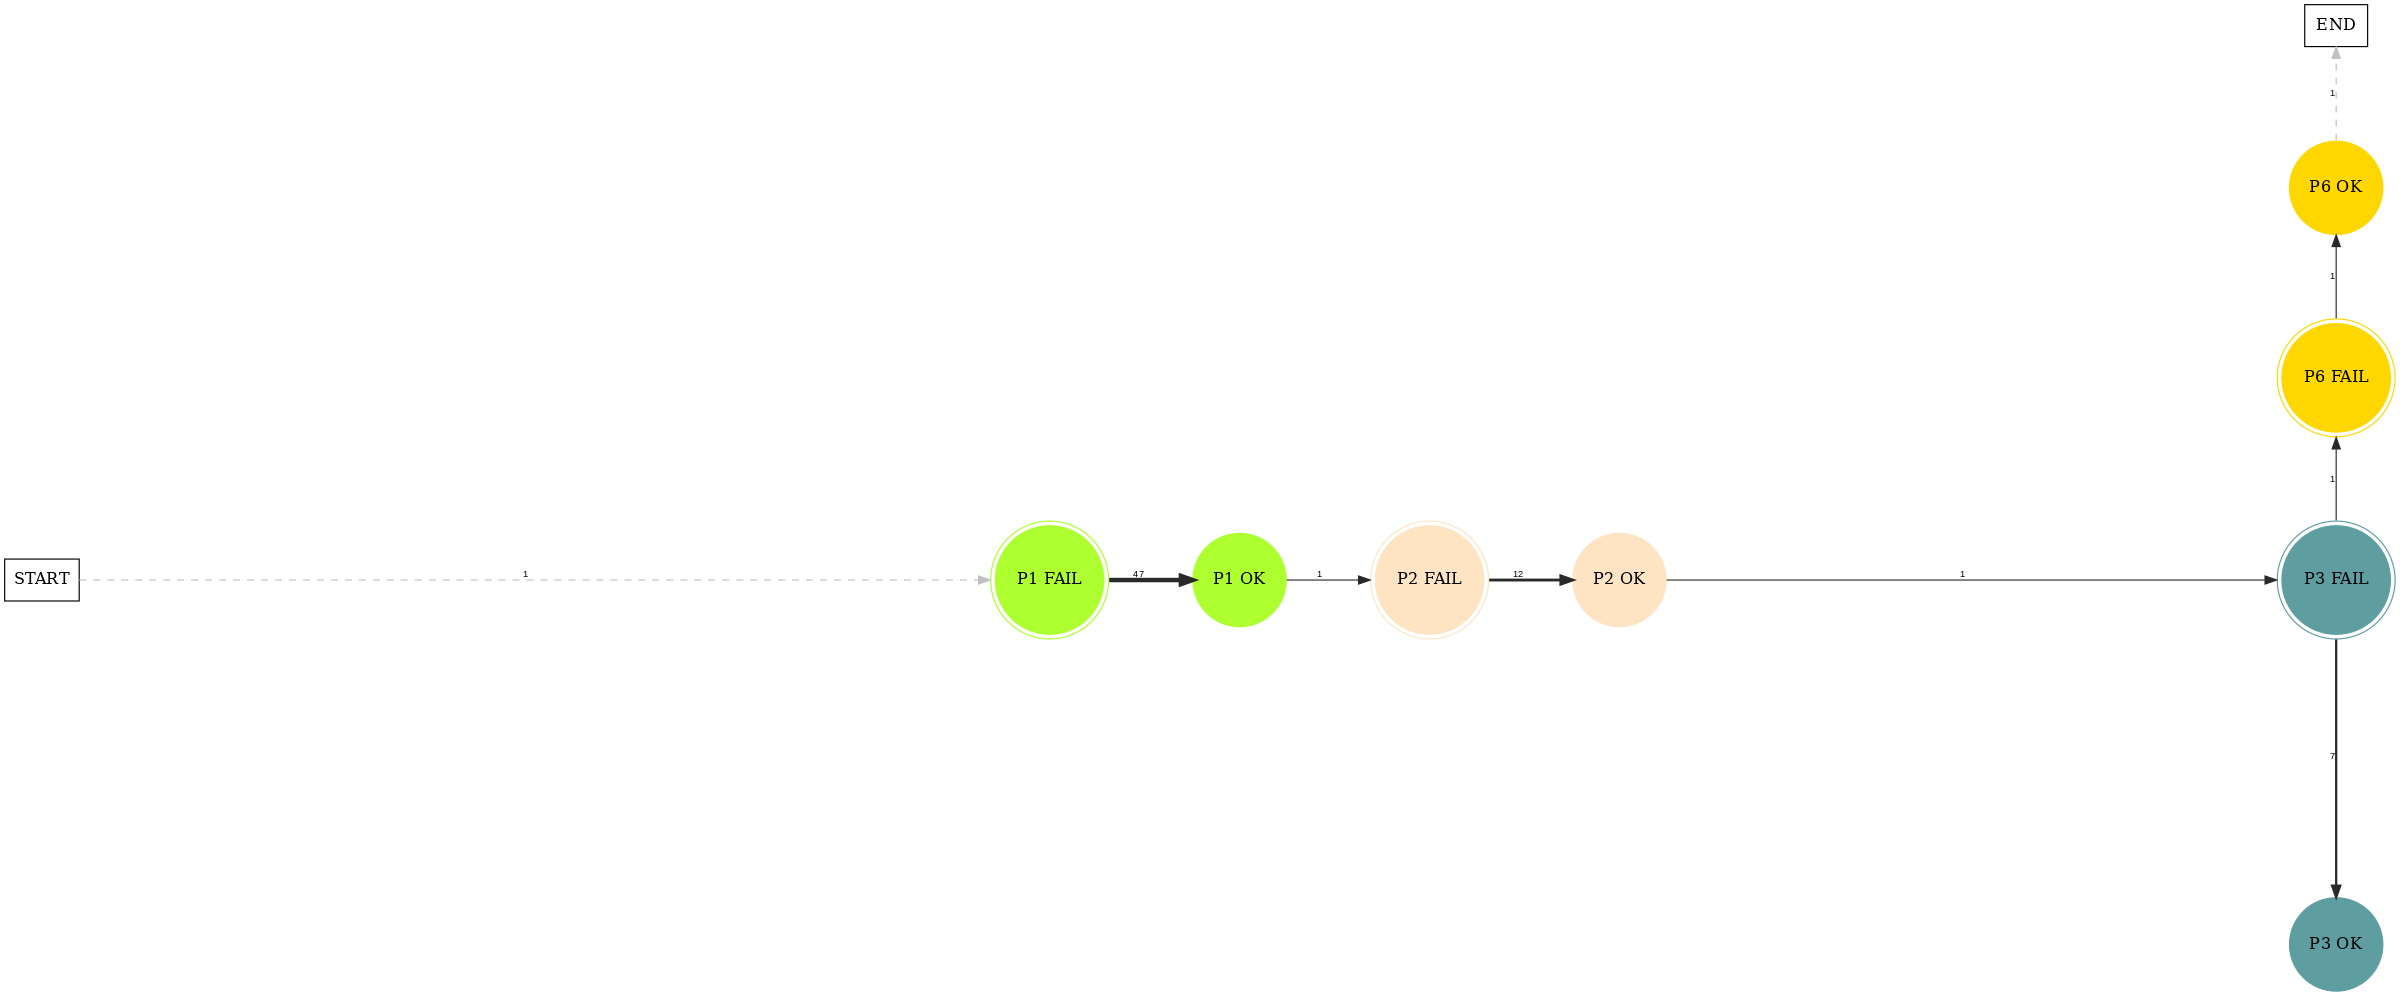 END
1
P6 OK
1
P6 FAIL
1
START 1 P1 FAIL 47 P1 OK 1 P2 FAIL 12 P2 OK 1 P3 FAIL
7
P3 OK